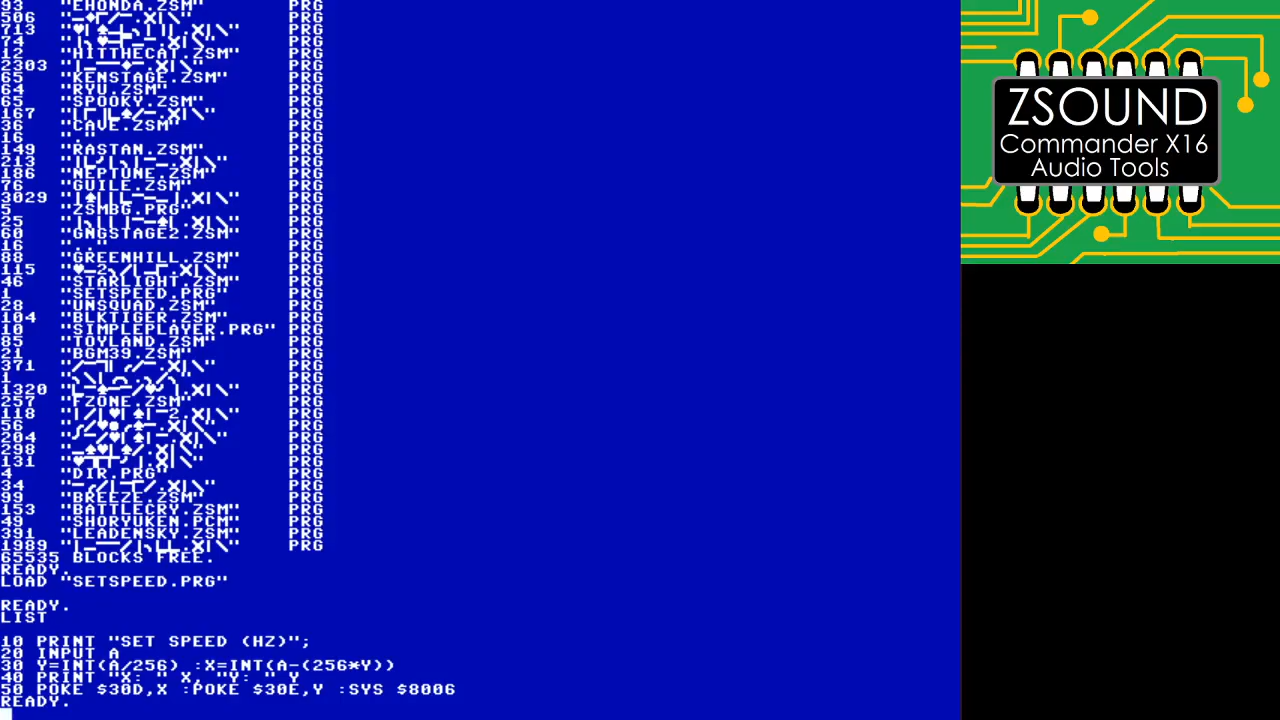 93 "EHONDA.ZSM" PRG
506 PRG
713 PRG
74 PRG
12 "HITTHECAT.ZSM" PRG
2303 PRG
65 "KENSTAGE.ZSM" PRG
64 "RYU.ZSM" PRG
65 "SPOOKY.ZSM" PRG
167 PRG
36 "CAVE.ZSM" PRG
16 "." PRG
149 "RASTAN.ZSM" PRG
213 PRG
186 "NEPTUNE.ZSM" PRG
76 "GUILE.ZSM" PRG
3029 PRG
5 "ZSMBG.PRG" PRG
25 PRG
60 "GNGSTAGE2.ZSM" PRG
16 ".." PRG
88 "GREENHILL.ZSM" PRG
115 PRG
46 "STARLIGHT.ZSM" PRG
1 "SETSPEED.PRG" PRG
28 "UNSQUAD.ZSM" PRG
104 "BLKTIGER.ZSM" PRG
10 "SIMPLEPLAYER.PRG" PRG
85 "TOYLAND.ZSM" PRG
21 "BGM39.ZSM" PRG
371 PRG
1 PRG
1320 PRG
257 "FZONE.ZSM" PRG
118 PRG
56 PRG
204 PRG
298 PRG
131 PRG
4 "DIR.PRG" PRG
34 PRG
99 "BREEZE.ZSM" PRG
153 "BATTLECRY.ZSM" PRG
49 "SHORYUKEN.PCM" PRG
391 "LEADENSKY.ZSM" PRG
1989 PRG
65535 BLOCKS FREE.
READY.
LOAD "SETSPEED.PRG"
READY.
LIST
10 PRINT "SET SPEED (HZ)";
20 INPUT A
30 Y=INT(A/256) :X=INT(A-(256*Y))
40 PRINT "X: " X, "Y: " Y
50 POKE $30D,X :POKE $30E,Y :SYS $8006
READY.
ZSOUND
Commander X16
Audio Tools